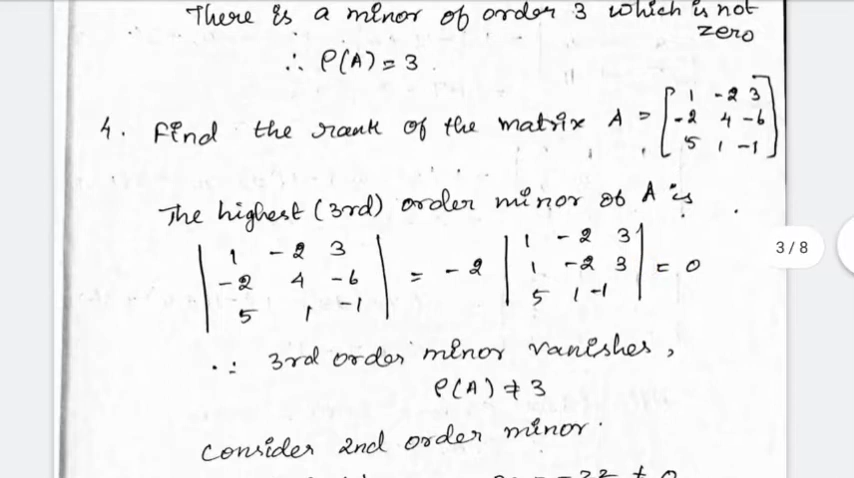 There is a minor of order 3 which is not
zero
∴ ρ(A) = 3.
4. Find the rank of the matrix A = [1 -2 3
-2 4 -6
5 1 -1]
The highest (3rd) order minor of A is
|1 -2 3
-2 4 -6
5 1 -1| = -2 |1 -2 3
1 -2 3
5 1 -1| = 0
3 / 8
∴ 3rd order minor vanishes,
ρ(A) ≠ 3
Consider 2nd order minor.